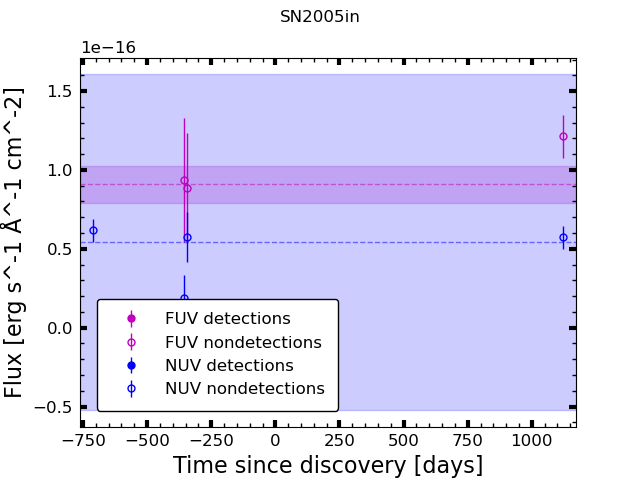 SN2005in
1e−16
1.5
1.0
0.5
0.0
−0.5
Flux [erg s^-1 Å^-1 cm^-2]
FUV detections
FUV nondetections
NUV detections
NUV nondetections
−750 −500 −250 0 250 500 750 1000
Time since discovery [days]